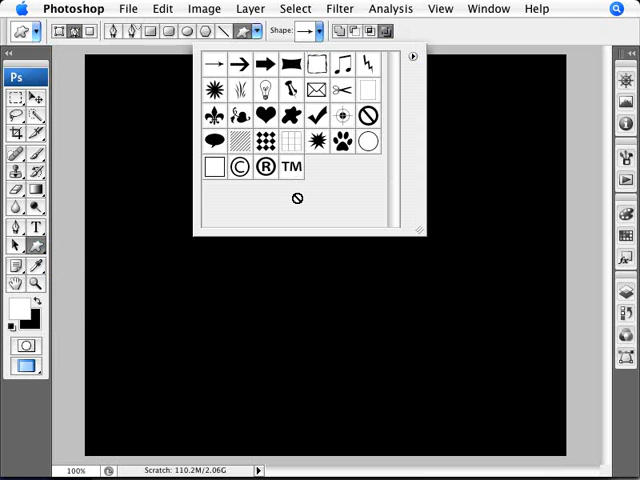 Photoshop File Edit Image Layer Select Filter Analysis View Window Help
Shape:
Ps
© ® TM
T
100% Scratch: 110.2M/2.06G